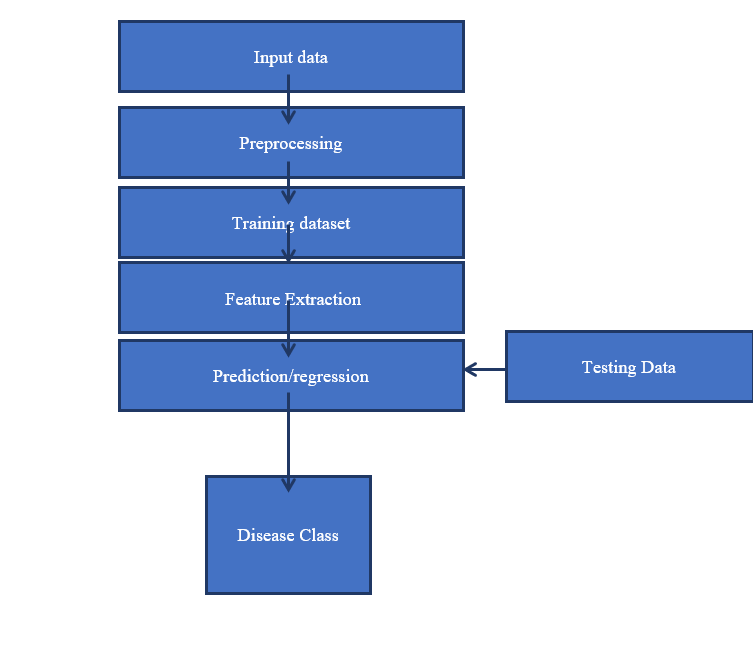 Input data
Preprocessing
Training dataset
Feature Extraction
Prediction/regression
Testing Data
Disease Class